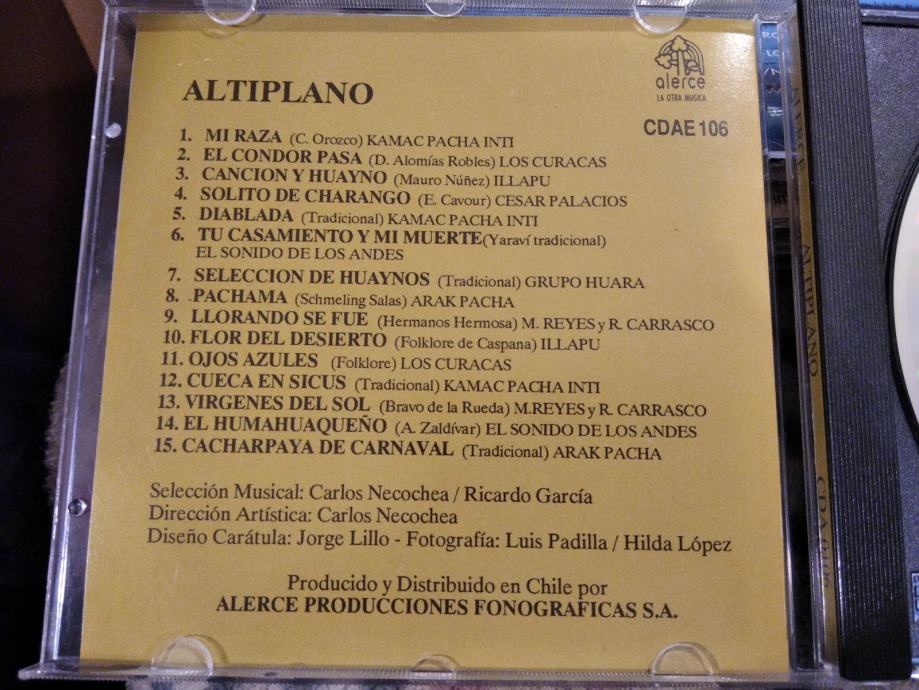 ALTIPLANO
alerce
LA OTRA MUSICA
CDAE 106
1. MI RAZA (C. Orozco) KAMAC PACHA INTI
2. EL CONDOR PASA (D. Alomías Robles) LOS CURACAS
3. CANCION Y HUAYNO (Mauro Núñez) ILLAPU
4. SOLITO DE CHARANGO (E. Cavour) CESAR PALACIOS
5. DIABLADA (Tradicional) KAMAC PACHA INTI
6. TU CASAMIENTO Y MI MUERTE(Yaraví tradicional)
EL SONIDO DE LOS ANDES
7. SELECCION DE HUAYNOS (Tradicional) GRUPO HUARA
8. PACHAMA (Schmeling Salas) ARAK PACHA
9. LLORANDO SE FUE (Hermanos Hermosa) M. REYES y R. CARRASCO
10. FLOR DEL DESIERTO (Folklore de Caspana) ILLAPU
11. OJOS AZULES (Folklore) LOS CURACAS
12. CUECA EN SICUS (Tradicional) KAMAC PACHA INTI
13. VIRGENES DEL SOL (Bravo de la Rueda) M.REYES y R. CARRASCO
14. EL HUMAHUAQUEÑO (A. Zaldívar) EL SONIDO DE LOS ANDES
15. CACHARPAYA DE CARNAVAL (Tradicional) ARAK PACHA
Selección Musical: Carlos Necochea / Ricardo García
Dirección Artística: Carlos Necochea
Diseño Carátula: Jorge Lillo - Fotografía: Luis Padilla / Hilda López
Producido y Distribuido en Chile por
ALERCE PRODUCCIONES FONOGRAFICAS S.A.
ALTIPLANO